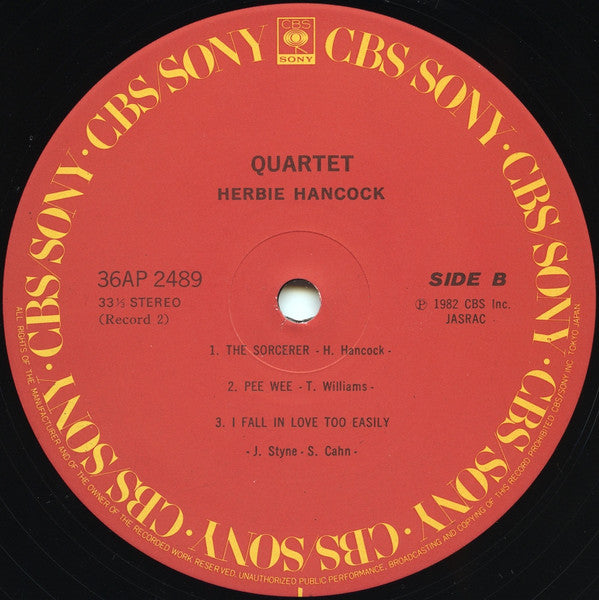 CBS
SONY
CBS/SONY · CBS/SONY · CBS/SONY · CBS/SONY · CBS/SONY · CBS/SONY · CBS/SONY · CBS/SONY
QUARTET
HERBIE HANCOCK
36AP 2489
33⅓ STEREO
(Record 2)
SIDE B
Ⓟ 1982 CBS Inc.
JASRAC
1. THE SORCERER - H. Hancock -
2. PEE WEE - T. Williams -
3. I FALL IN LOVE TOO EASILY
- J. Styne - S. Cahn -
ALL RIGHTS OF THE MANUFACTURER AND OF THE OWNER OF THE RECORDED WORK RESERVED. UNAUTHORIZED PUBLIC PERFORMANCE, BROADCASTING AND COPYING OF THIS RECORD PROHIBITED. CBS/SONY INC. TOKYO JAPAN.